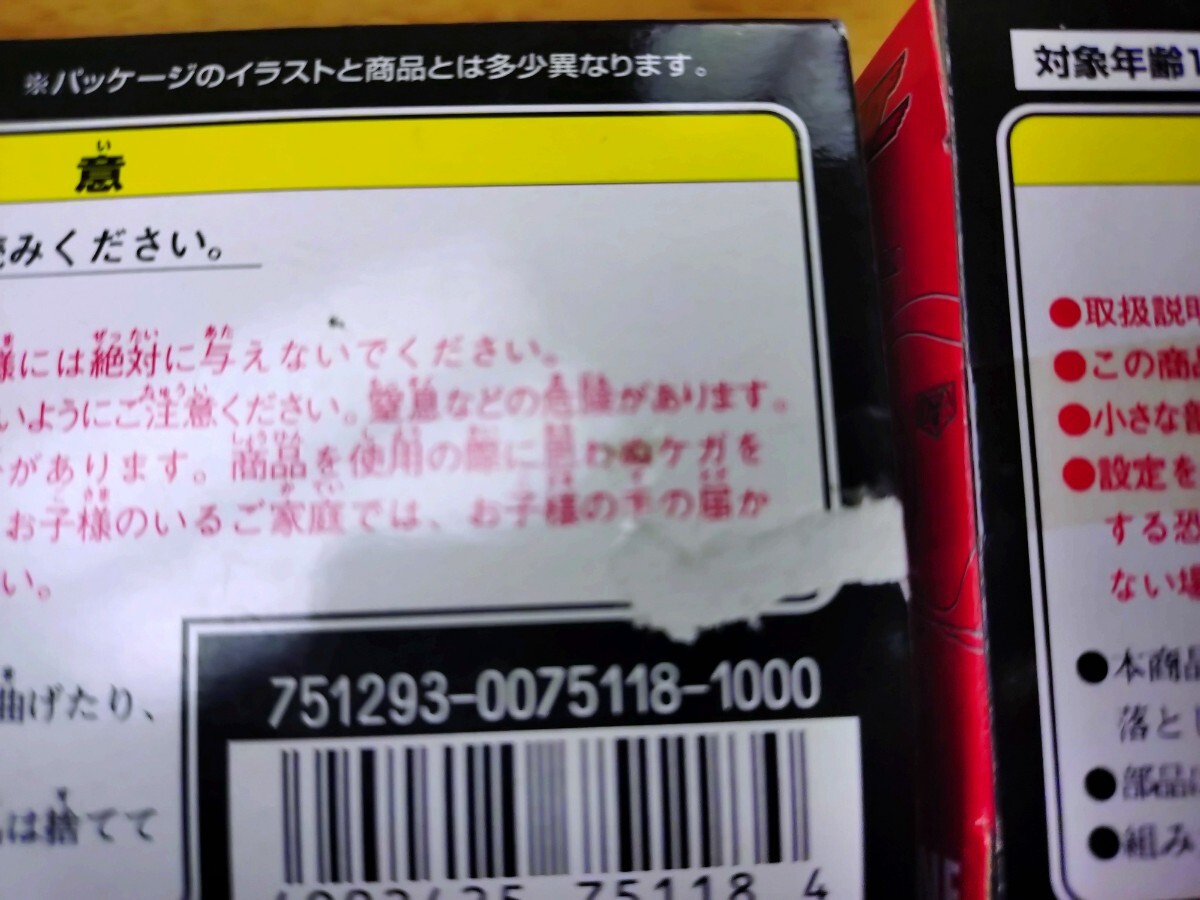 ※パッケージのイラストと商品とは多少異なります。
意
い
読みください。
様には絶対に与えないでください。
いようにご注意ください。窒息などの危険があります。
があります。商品を使用の際に思わぬケガを
お子様のいるご家庭では、お子様の手の届か
い。
曲げたり、
は捨てて
751293-0075118-1000
75118 4
対象年齢1
●取扱説明
●この商品
●小さな
●設定を
する恐
ない場
●本商品
落とし
●部品
●組み